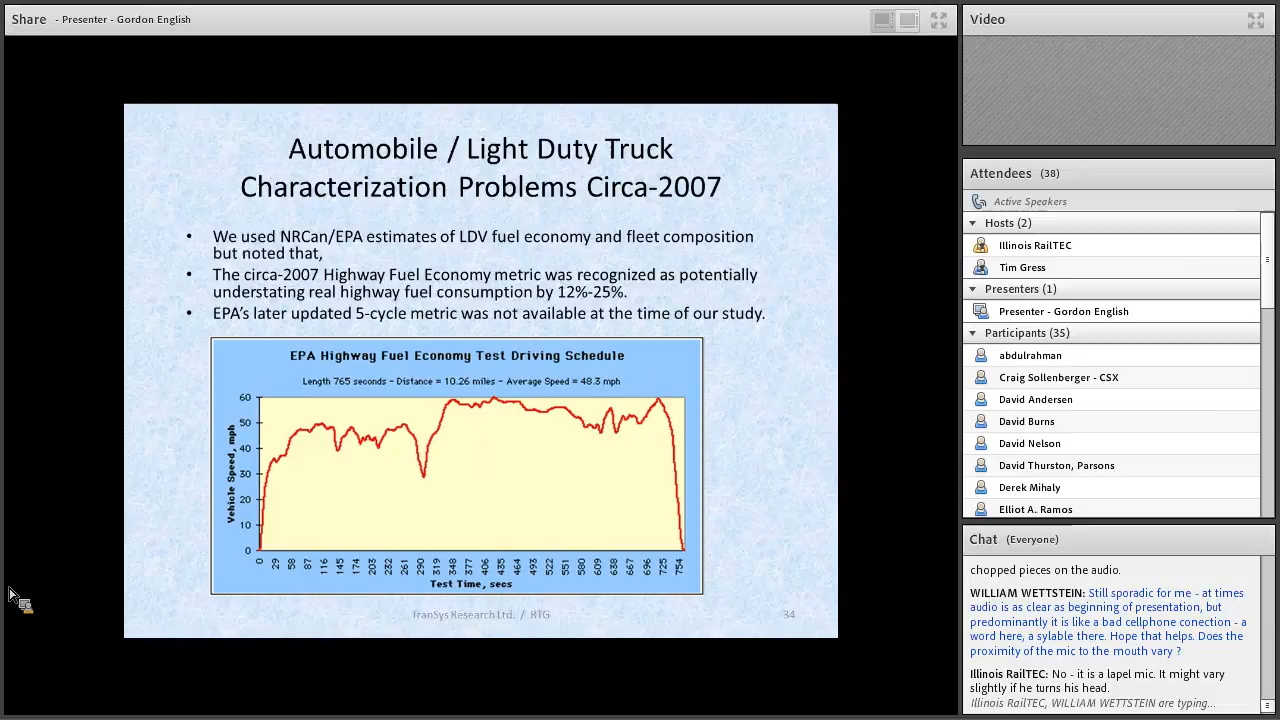 Share - Presenter - Gordon English
Automobile / Light Duty Truck
Characterization Problems Circa-2007
• We used NRCan/EPA estimates of LDV fuel economy and fleet composition
but noted that,
• The circa-2007 Highway Fuel Economy metric was recognized as potentially
understating real highway fuel consumption by 12%-25%.
• EPA's later updated 5-cycle metric was not available at the time of our study.
EPA Highway Fuel Economy Test Driving Schedule
Length 765 seconds - Distance = 10.26 miles - Average Speed = 48.3 mph
Vehicle Speed, mph
60
50
40
30
20
10
0
0 29 58 87 116 145 174 203 232 261 290 319 348 377 406 435 464 493 522 551 580 609 638 667 696 725 754
Test Time, secs
TranSys Research Ltd. / RTG
34
Video
Attendees (38)
Active Speakers
Hosts (2)
Illinois RailTEC
Tim Gress
Presenters (1)
Presenter - Gordon English
Participants (35)
abdulrahman
Craig Sollenberger - CSX
David Andersen
David Burns
David Nelson
David Thurston, Parsons
Derek Mihaly
Elliot A. Ramos
Chat (Everyone)
chopped pieces on the audio.
WILLIAM WETTSTEIN: Still sporadic for me - at times
audio is as clear as beginning of presentation, but
predominantly it is like a bad cellphone conection - a
word here, a sylable there. Hope that helps. Does the
proximity of the mic to the mouth vary ?
Illinois RailTEC: No - it is a lapel mic. It might vary
slightly if he turns his head.
Illinois RailTEC, WILLIAM WETTSTEIN are typing...